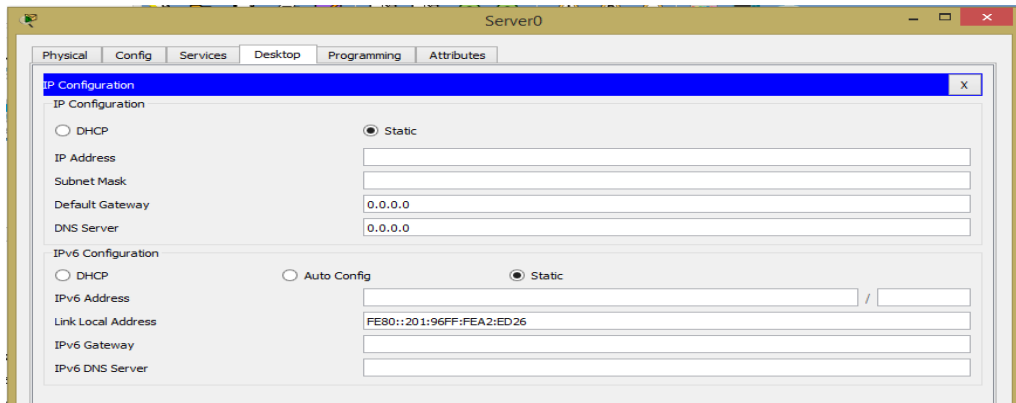 Server0
Physical Config Services Desktop Programming Attributes
IP Configuration X
IP Configuration
DHCP Static
IP Address
Subnet Mask
Default Gateway 0.0.0.0
DNS Server 0.0.0.0
IPv6 Configuration
DHCP Auto Config Static
IPv6 Address /
Link Local Address FE80::201:96FF:FEA2:ED26
IPv6 Gateway
IPv6 DNS Server